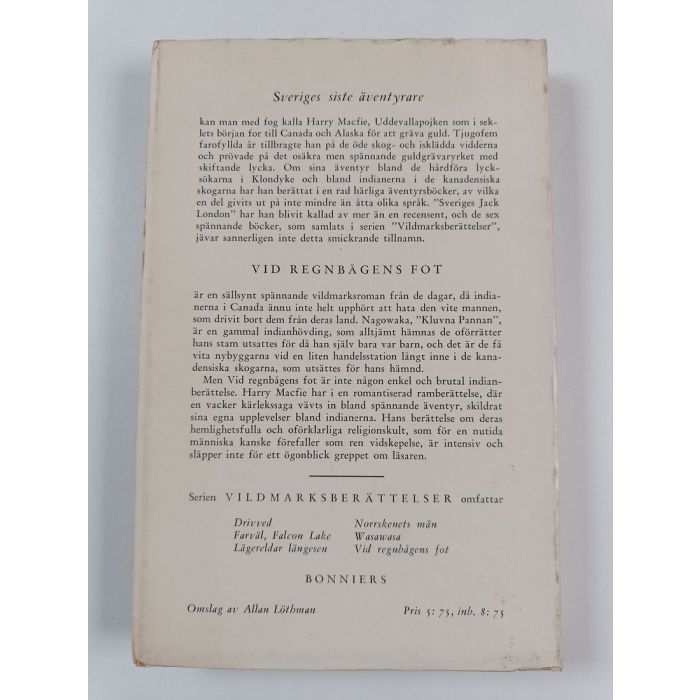 Sveriges siste äventyrare
kan man med fog kalla Harry Macfie, Uddevallapojken som i sek-
lets början for till Canada och Alaska för att gräva guld. Tjugofem
farofyllda år tillbragte han på de öde skog- och isklädda vidderna
och prövade på det osäkra men spännande guldgrävaryrket med
skiftande lycka. Om sina äventyr bland de hårdföra lyck-
sökarna i Klondyke och bland indianerna i de kanadensiska
skogarna har han berättat i en rad härliga äventyrsböcker, av vilka
en del givits ut på inte mindre än åtta olika språk. "Sveriges Jack
London" har han blivit kallad av mer än en recensent, och de sex
spännande böcker, som samlats i serien "Vildmarksberättelser",
jävar sannerligen inte detta smickrande tillnamn.
VID REGNBÅGENS FOT
är en sällsynt spännande vildmarksroman från de dagar, då india-
nerna i Canada ännu inte helt upphört att hata den vite mannen,
som drivit bort dem från deras land. Nagowaka, "Kluvna Pannan",
är en gammal indianhövding, som alltjämt hämnas de oförrätter
hans stam utsattes för då han själv bara var barn, och det är de få
vita nybyggarna vid en liten handelsstation långt inne i de kana-
densiska skogarna, som utsättes för hans hämnd.
Men Vid regnbågens fot är inte någon enkel och brutal indian-
berättelse. Harry Macfie har i en romantiserad ramberättelse, där
en vacker kärlekssaga vävts in bland spännande äventyr, skildrat
sina egna upplevelser bland indianerna. Hans berättelse om deras
hemlighetsfulla och oförklarliga religionskult, som för en nutida
människa kanske förefaller som ren vidskepelse, är intensiv och
släpper inte för ett ögonblick greppet om läsaren.
Serien VILDMARKSBERÄTTELSER omfattar
Drivved Norrskenets män
Farväl, Falcon Lake Wasawasa
Lägereldar längesen Vid regnbågens fot
BONNIERS
Omslag av Allan Löthman Pris 5:75, inb. 8:75